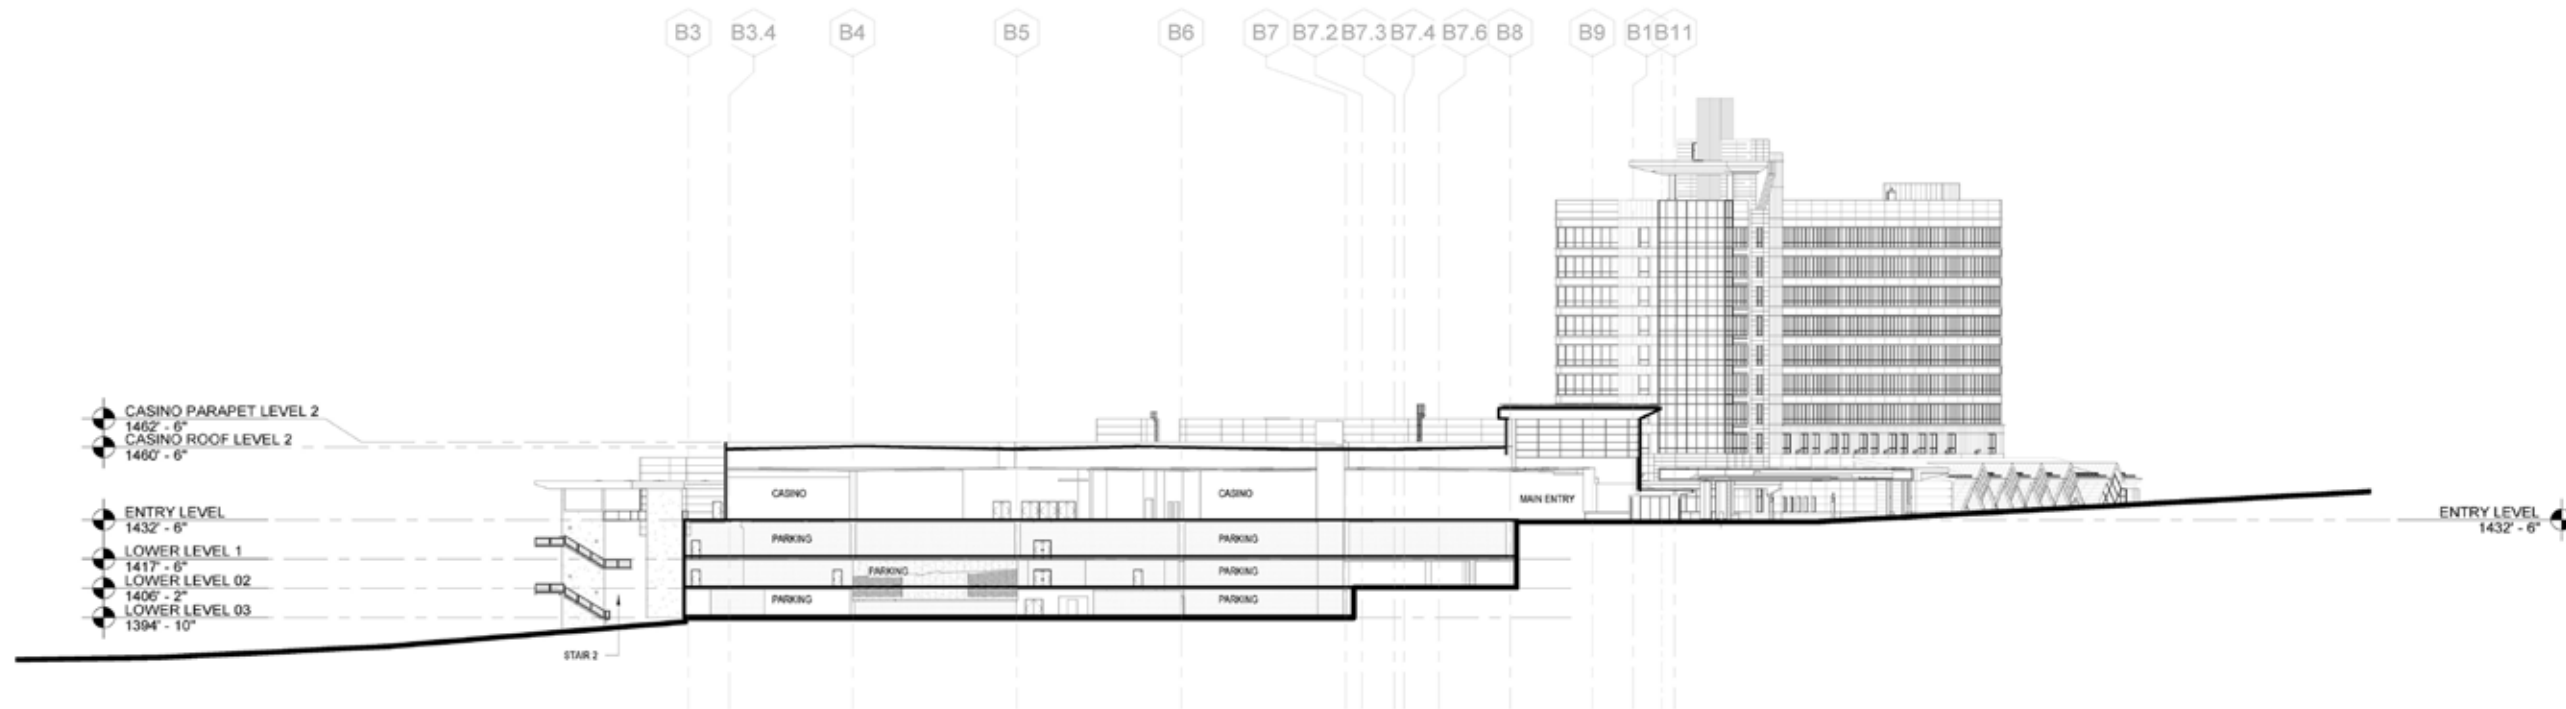 B3
B3.4
B4
B5
B6
B7
B7.2
B7.3
B7.4
B7.6
B8
B9
B1
B11
CASINO PARAPET LEVEL 2
1462' - 6"
CASINO ROOF LEVEL 2
1460' - 6"
ENTRY LEVEL
1432' - 6"
LOWER LEVEL 1
1417' - 6"
LOWER LEVEL 02
1406' - 2"
LOWER LEVEL 03
1394' - 10"
CASINO
CASINO
MAIN ENTRY
PARKING
PARKING
PARKING
PARKING
PARKING
PARKING
STAIR 2
ENTRY LEVEL
1432' - 6"